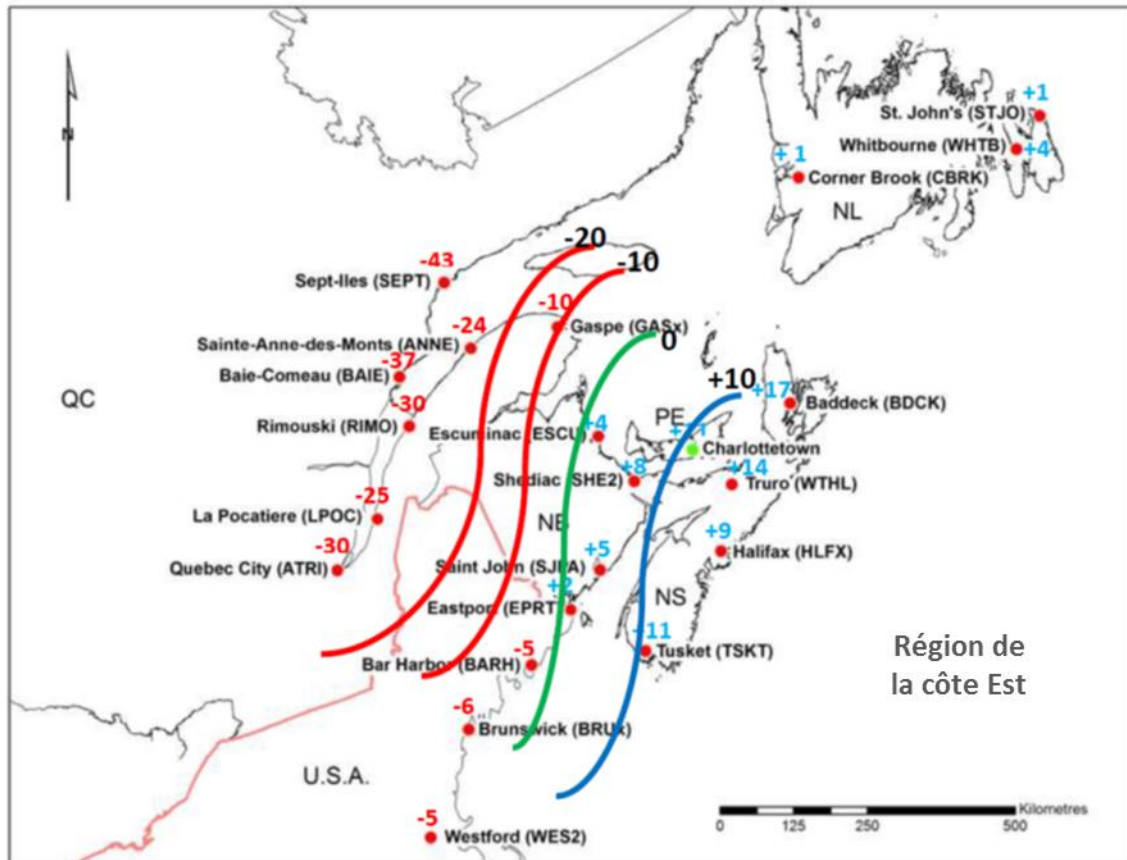 N
+1
St. John's (STJO)
Whitbourne (WHTB)
+4
+ 1
Corner Brook (CBRK)
NL
-20
-10
-43
Sept-Iles (SEPT)
-10
Gaspe (GASx)
-24
Sainte-Anne-des-Monts (ANNE)
0
-37
Baie-Comeau (BAIE)
+10
+17
Baddeck (BDCK)
QC
-30
Rimouski (RIMO)
PE
Escuminac (ESCU)
+4
Charlottetown
+8
Shediac (SHE2)
+14
Truro (WTHL)
-25
La Pocatiere (LPOC)
NB
+9
Halifax (HLFX)
-30
Quebec City (ATRI)
+5
Saint John (SJPA)
+2
Eastport (EPRT)
NS
-5
Bar Harbor (BARH)
+11
Tusket (TSKT)
Région de
la côte Est
-6
Brunswick (BRUx)
U.S.A.
-5
Westford (WES2)
Kilometres
0 125 250 500